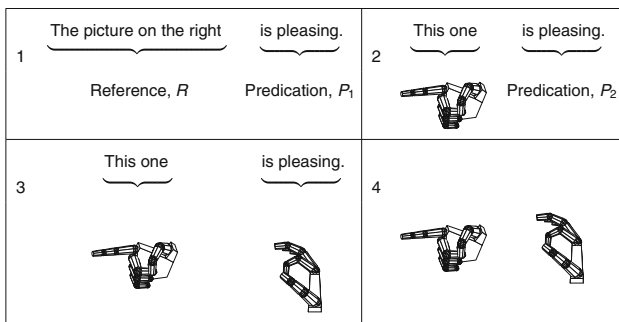 The picture on the right is pleasing.
1
Reference, R Predication, P₁
This one is pleasing.
2
Predication, P₂
This one is pleasing.
3
4